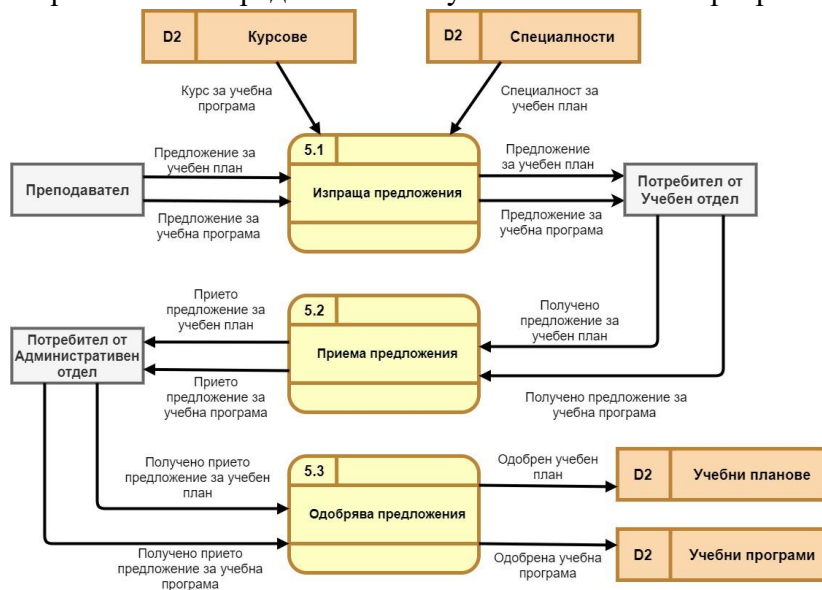 D2 Курсове
D2 Специалности
Курс за учебна
програма
Специалност за
учебен план
5.1
Изпраща предложения
Преподавател
Предложение за
учебен план
Предложение за
учебна програма
Предложение
за учебен план
Предложение за
учебна програма
Потребител от
Учебен отдел
Прието
предложение за
учебен план
5.2
Приема предложения
Получено
предложение за
учебен план
Потребител от
Административен
отдел
Прието
предложение за
учебна програма
Получено предложение за
учебна програма
Получено прието
предложение за учебен
план
5.3
Одобрява предложения
Одобрен учебен
план
D2 Учебни планове
Получено прието
предложение за учебна
програма
Одобрена учебна
програма
D2 Учебни програми